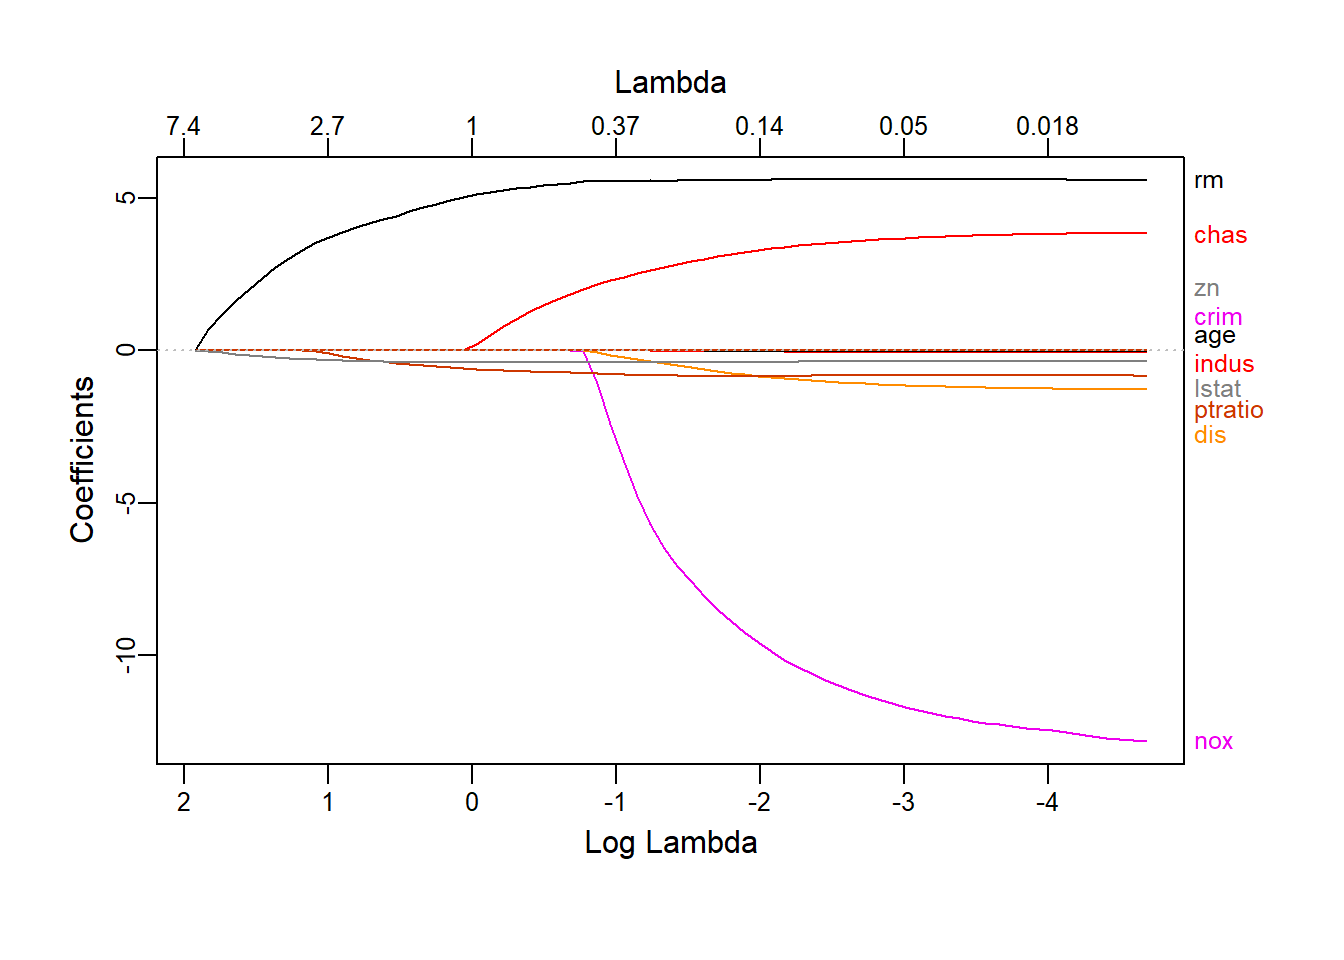 Lambda
7.4 2.7 1 0.37 0.14 0.05 0.018
5
0
-5
-10
Coefficients
rm
chas
zn
crim
age
indus
lstat
ptratio
dis
nox
2 1 0 -1 -2 -3 -4
Log Lambda